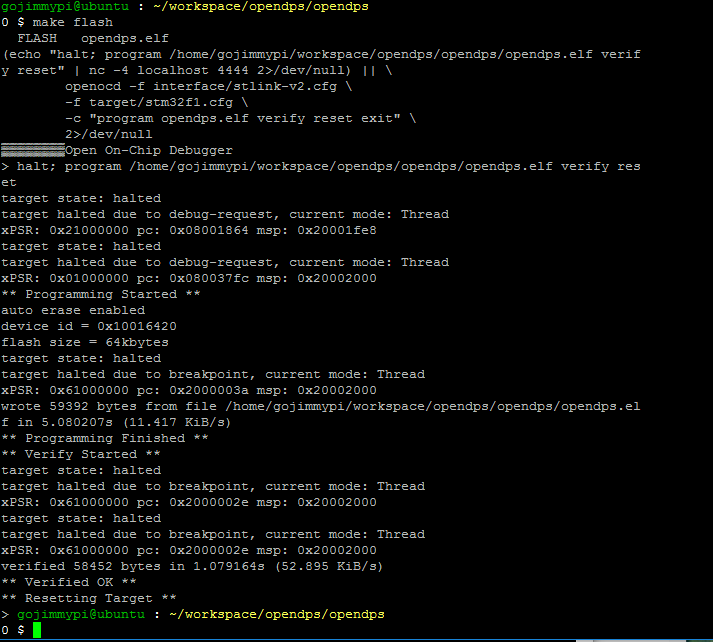 gojimmypi@ubuntu : ~/workspace/opendps/opendps
0 $ make flash
  FLASH   opendps.elf
(echo "halt; program /home/gojimmypi/workspace/opendps/opendps/opendps.elf verif
y reset" | nc -4 localhost 4444 2>/dev/null) || \
        openocd -f interface/stlink-v2.cfg \
        -f target/stm32f1.cfg \
        -c "program opendps.elf verify reset exit" \
        2>/dev/null
▒▒▒▒▒▒▒▒Open On-Chip Debugger
> halt; program /home/gojimmypi/workspace/opendps/opendps/opendps.elf verify res
et
target state: halted
target halted due to debug-request, current mode: Thread
xPSR: 0x21000000 pc: 0x08001864 msp: 0x20001fe8
target state: halted
target halted due to debug-request, current mode: Thread
xPSR: 0x01000000 pc: 0x080037fc msp: 0x20002000
** Programming Started **
auto erase enabled
device id = 0x10016420
flash size = 64kbytes
target state: halted
target halted due to breakpoint, current mode: Thread
xPSR: 0x61000000 pc: 0x2000003a msp: 0x20002000
wrote 59392 bytes from file /home/gojimmypi/workspace/opendps/opendps/opendps.el
f in 5.080207s (11.417 KiB/s)
** Programming Finished **
** Verify Started **
target state: halted
target halted due to breakpoint, current mode: Thread
xPSR: 0x61000000 pc: 0x2000002e msp: 0x20002000
target state: halted
target halted due to breakpoint, current mode: Thread
xPSR: 0x61000000 pc: 0x2000002e msp: 0x20002000
verified 58452 bytes in 1.079164s (52.895 KiB/s)
** Verified OK **
** Resetting Target **
> gojimmypi@ubuntu : ~/workspace/opendps/opendps
0 $